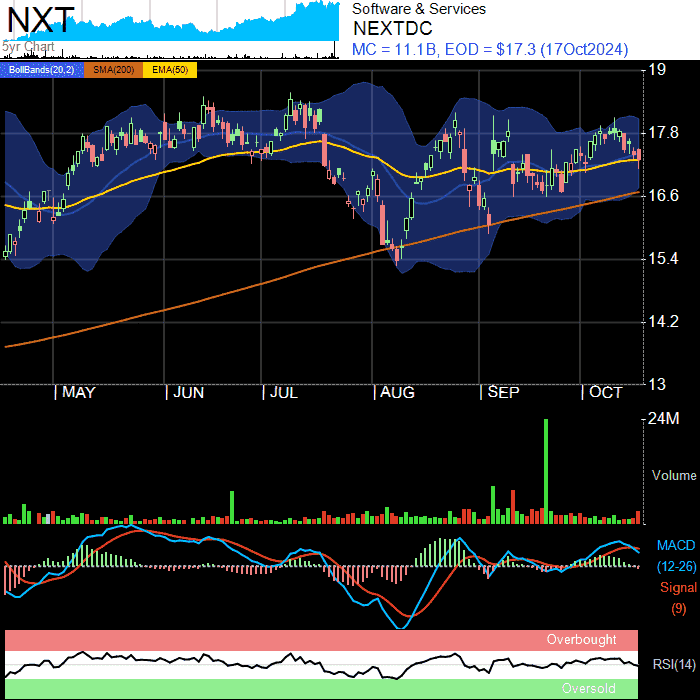 NXT
5yr Chart
Software & Services
NEXTDC
MC = 11.1B, EOD = $17.3 (17Oct2024)
BollBands(20,2) SMA(200) EMA(50)
19
17.8
16.6
15.4
14.2
13
MAY JUN JUL AUG SEP OCT
24M
Volume
MACD
(12-26)
Signal
(9)
Overbought
RSI(14)
Oversold